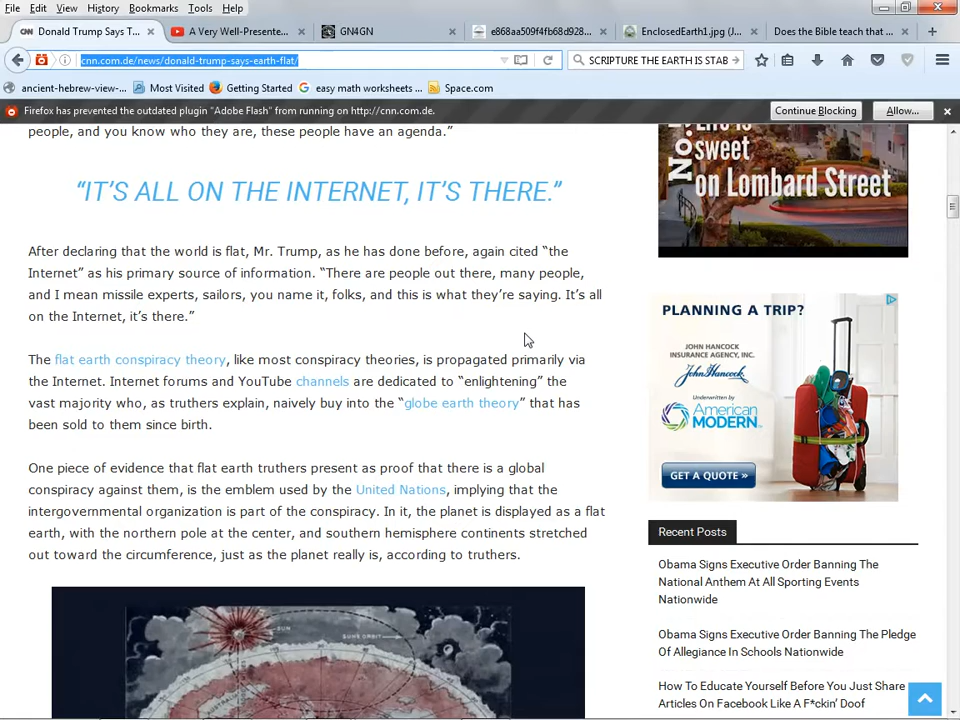 File Edit View History Bookmarks Tools Help
CNN Donald Trump Says T... A Very Well-Presente... GN4GN e868aa509f4fb68d928... EnclosedEarth1.jpg (J... Does the Bible teach that ...
cnn.com.de/news/donald-trump-says-earth-flat/ SCRIPTURE THE EARTH IS STAB
ancient-hebrew-view-... Most Visited Getting Started easy math worksheets ... Space.com
Firefox has prevented the outdated plugin "Adobe Flash" from running on http://cnn.com.de. Continue Blocking Allow...
people, and you know who they are, these people have an agenda.”
“IT’S ALL ON THE INTERNET, IT’S THERE.”
After declaring that the world is flat, Mr. Trump, as he has done before, again cited “the
Internet” as his primary source of information. “There are people out there, many people,
and I mean missile experts, sailors, you name it, folks, and this is what they’re saying. It’s all
on the Internet, it’s there.”
The flat earth conspiracy theory, like most conspiracy theories, is propagated primarily via
the Internet. Internet forums and YouTube channels are dedicated to “enlightening” the
vast majority who, as truthers explain, naively buy into the “globe earth theory” that has
been sold to them since birth.
One piece of evidence that flat earth truthers present as proof that there is a global
conspiracy against them, is the emblem used by the United Nations, implying that the
intergovernmental organization is part of the conspiracy. In it, the planet is displayed as a flat
earth, with the northern pole at the center, and southern hemisphere continents stretched
out toward the circumference, just as the planet really is, according to truthers.
SUN
No.
Life is
sweet
on Lombard Street
PLANNING A TRIP?
JOHN HANCOCK
INSURANCE AGENCY, INC.
John Hancock
Underwritten by
AMERICAN
MODERN
GET A QUOTE »
Recent Posts
Obama Signs Executive Order Banning The
National Anthem At All Sporting Events
Nationwide
Obama Signs Executive Order Banning The Pledge
Of Allegiance In Schools Nationwide
How To Educate Yourself Before You Just Share
Articles On Facebook Like A F*ckin’ Doof